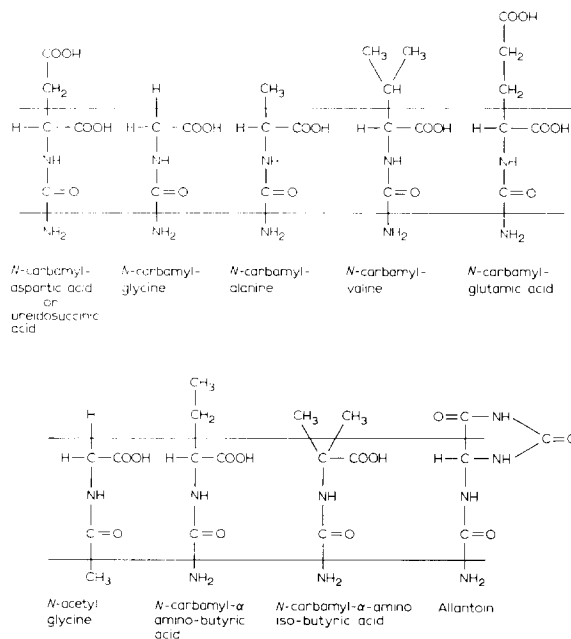 COOH
COOH CH3 CH3 CH2
CH2 H CH3 CH CH2
H—C—COOH H—C—COOH H—C—COOH H—C—COOH H—C—COOH
NH NH NH NH NH
C=O C=O C=O C=O C=O
NH2 NH2 NH2 NH2 NH2
N-carbamyl- N-carbamyl- N-carbamyl- N-carbamyl- N-carbamyl-
aspartic acid glycine alanine valine glutamic acid
or
ureidosuccinic
acid
CH3
H CH2 CH3 CH3 O=C—NH
C=O
H—C—COOH H—C—COOH C—COOH H—C—NH
NH NH NH NH
C=O C=O C=O C=O
CH3 NH2 NH2 NH2
N-acetyl N-carbamyl-α N-carbamyl-α-amino Allantoin
glycine amino-butyric iso-butyric acid
acid